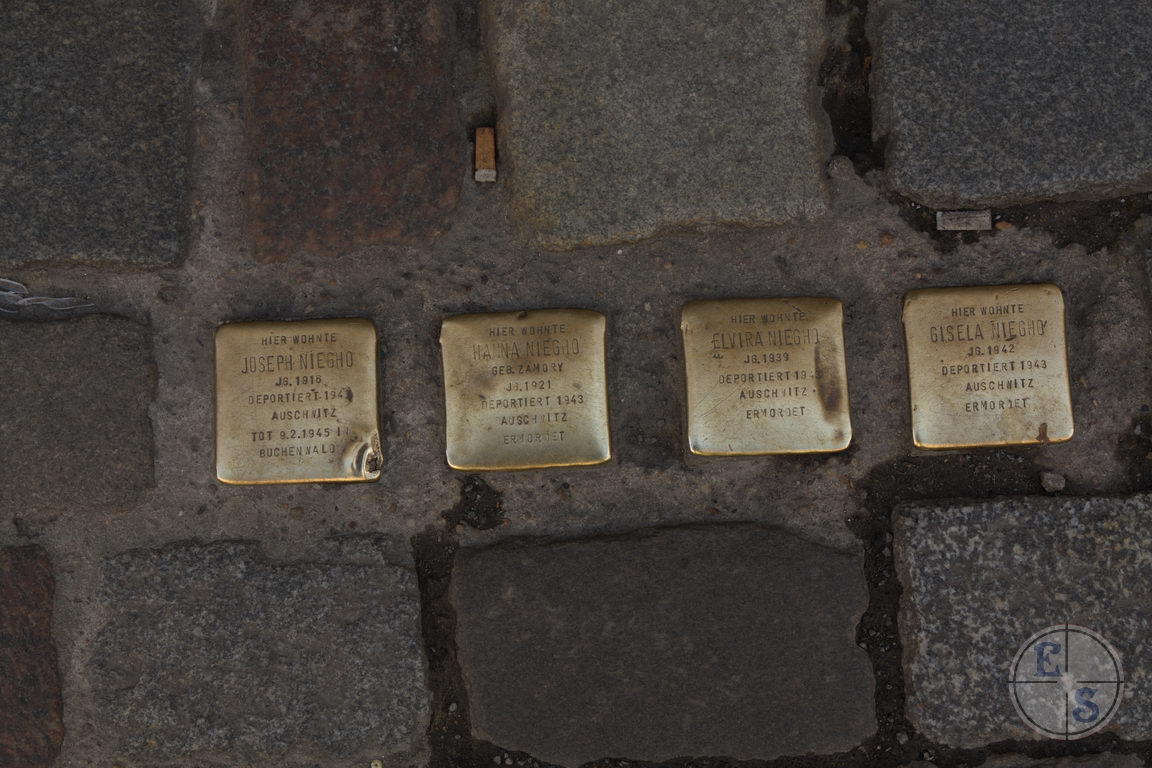 HIER WOHNTE
JOSEPH NIEGHO
JG. 1916
DEPORTIERT 1943
AUSCHWITZ
TOT 9.2.1945 IN
BUCHENWALD
HIER WOHNTE
HANNA NIEGHO
GEB. ZAMORY
JG. 1921
DEPORTIERT 1943
AUSCHWITZ
ERMORDET
HIER WOHNTE
ELVIRA NIEGHO
JG. 1939
DEPORTIERT 1943
AUSCHWITZ
ERMORDET
HIER WOHNTE
GISELA NIEGHO
JG. 1942
DEPORTIERT 1943
AUSCHWITZ
ERMORDET
E
S